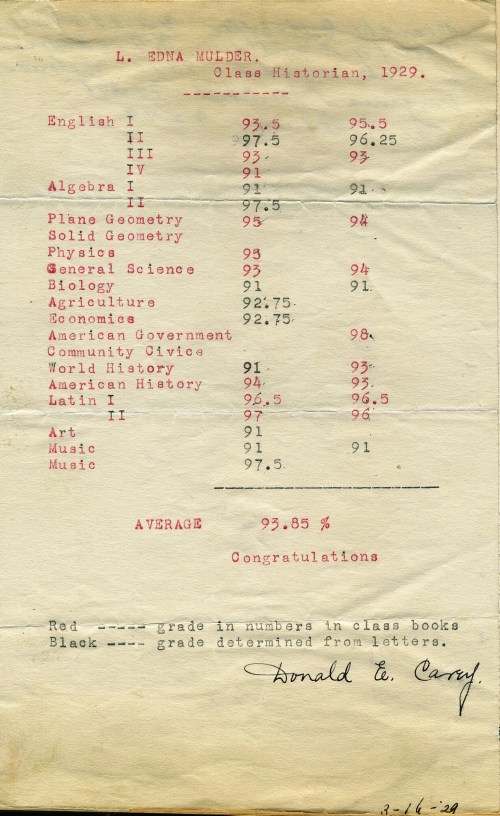 L. EDNA MULDER.
Class Historian, 1929.
-----------
English I 93.5 95.5
II 97.5 96.25
III 93 93
IV 91
Algebra I 91 91
II 97.5
Plane Geometry 95 94
Solid Geometry
Physics 95
General Science 93 94
Biology 91 91
Agriculture 92.75
Economics 92.75
American Government 98
Community Civice
World History 91 93
American History 94 93
Latin I 96.5 96.5
II 97 96
Art 91
Music 91 91
Music 97.5
AVERAGE 93.85 %
Congratulations
Red ----- grade in numbers in class books
Black ---- grade determined from letters.
Donald E. Carey.
3-16-29